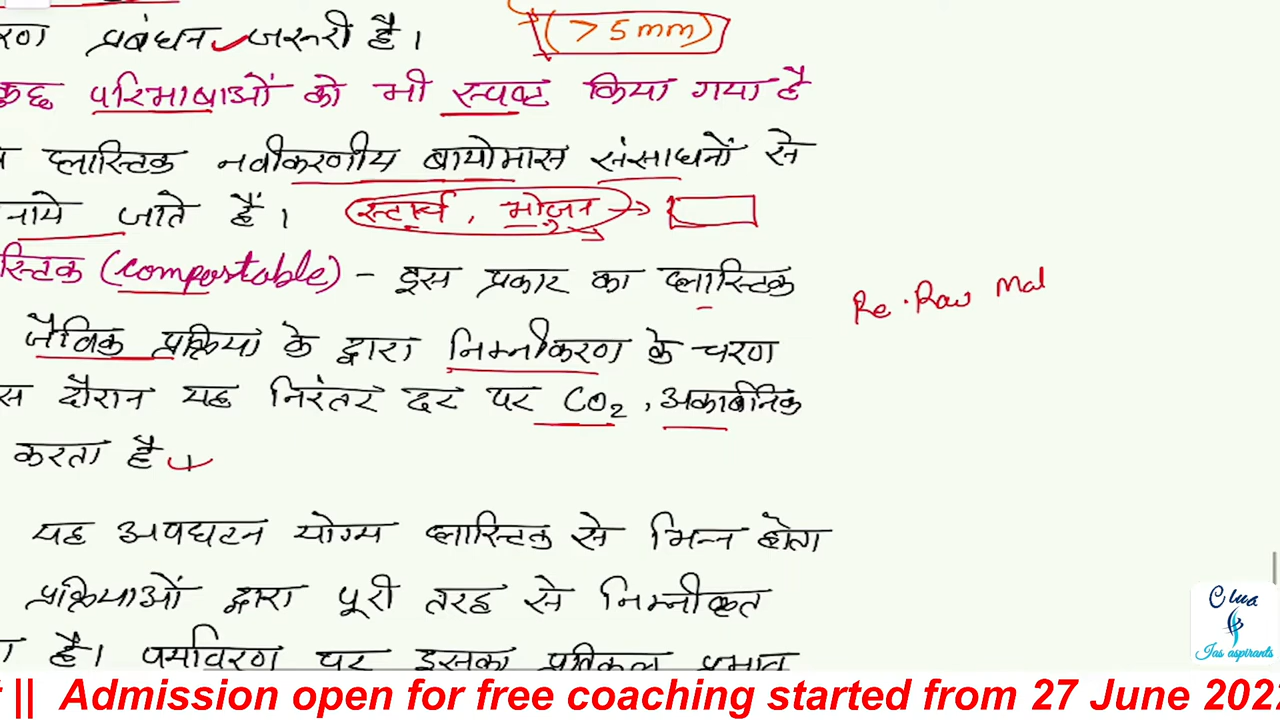 प्रबंधन जरूरी है।
(> 5 mm)
कुछ परिभाषाओं को भी स्पष्ट किया गया है
प्लास्टिक नवीकरणीय बायोमास संसाधनों से
नाये जाते हैं।
स्टार्च, भोजन →
स्टिक (compostable) - इस प्रकार का प्लास्टिक
Re. Raw Mat
जैविक प्रक्रिया के द्वारा निम्नीकरण के चरण
स दौरान यह निरंतर दर पर CO₂, अकार्बनिक
करता है
यह अपघटन योग्य प्लास्टिक से भिन्न होता
प्रक्रियाओं द्वारा पूरी तरह से निम्नीकृत
है। पर्यावरण पर इसका प्रतिकूल प्रभाव
Clue
Ias aspirants
|| Admission open for free coaching started from 27 June 202